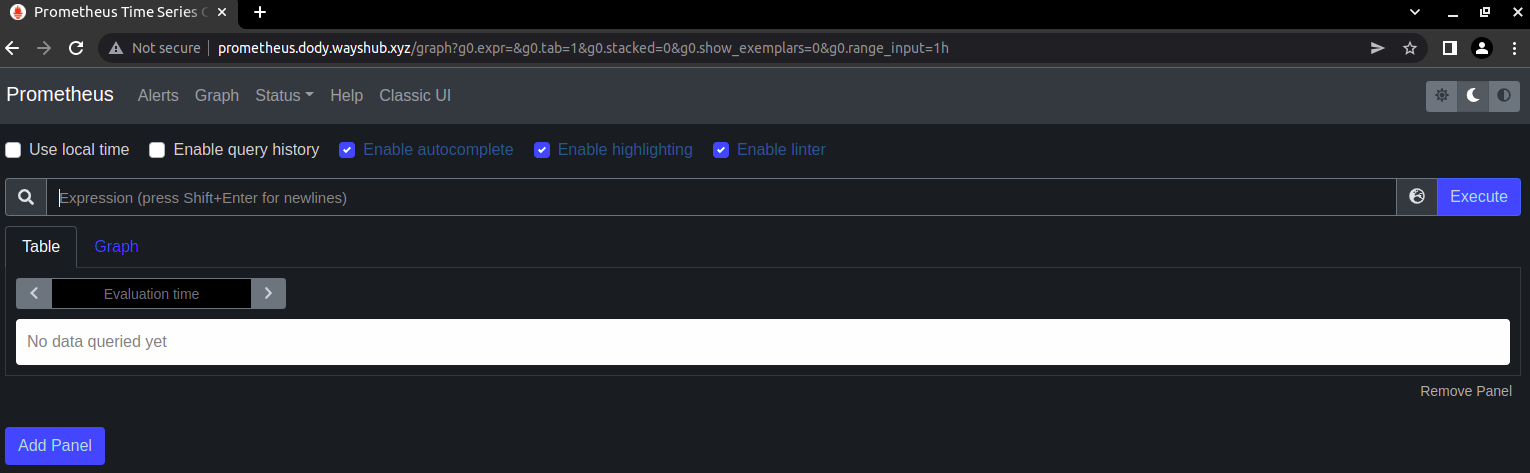 Prometheus Time Series
Not secure prometheus.dody.wayshub.xyz/graph?g0.expr=&g0.tab=1&g0.stacked=0&g0.show_exemplars=0&g0.range_input=1h
Prometheus Alerts Graph Status Help Classic UI
Use local time Enable query history Enable autocomplete Enable highlighting Enable linter
Expression (press Shift+Enter for newlines) Execute
Table Graph
Evaluation time
No data queried yet
Remove Panel
Add Panel